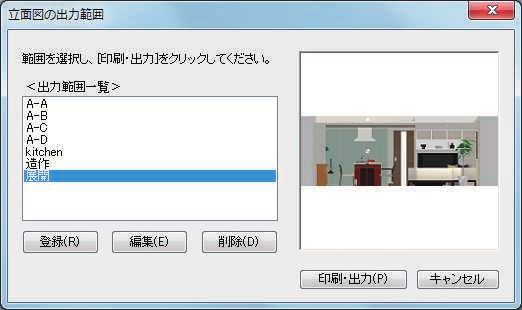 立面図の出力範囲
範囲を選択し、[印刷・出力]をクリックしてください。
＜出力範囲一覧＞
A-A
A-B
A-C
A-D
kitchen
造作
展開
登録(R)
編集(E)
削除(D)
印刷・出力(P)
キャンセル